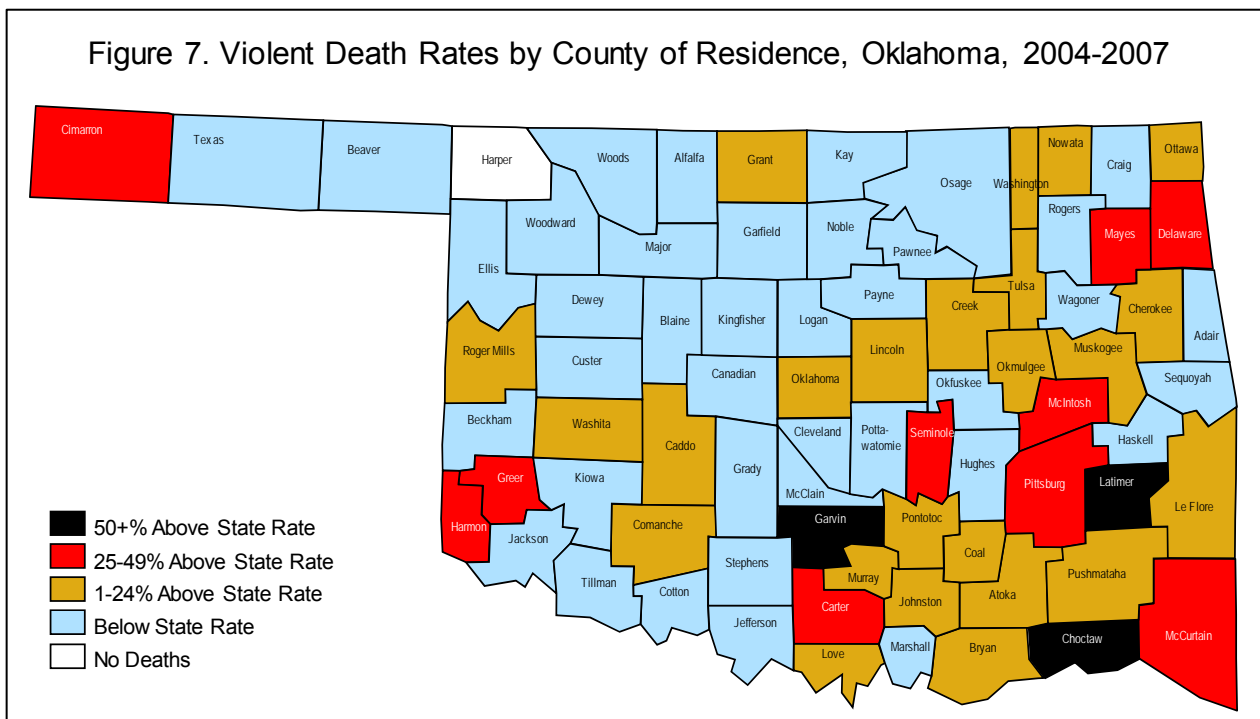 Figure 7. Violent Death Rates by County of Residence, Oklahoma, 2004-2007
Cimarron
Texas
Beaver
Harper
Woods
Alfalfa
Grant
Kay
Osage
Washington
Nowata
Craig
Ottawa
Woodward
Major
Garfield
Noble
Pawnee
Rogers
Mayes
Delaware
Ellis
Dewey
Blaine
Kingfisher
Logan
Payne
Creek
Tulsa
Wagoner
Cherokee
Adair
Roger Mills
Custer
Canadian
Oklahoma
Lincoln
Okfuskee
Okmulgee
Muskogee
Sequoyah
Beckham
Washita
Caddo
Grady
Cleveland
Potta-
watomie
Seminole
Hughes
McIntosh
Haskell
Greer
Kiowa
McClain
Pittsburg
Latimer
Le Flore
Harmon
Jackson
Comanche
Garvin
Pontotoc
Coal
Tillman
Cotton
Stephens
Murray
Johnston
Atoka
Pushmataha
Jefferson
Carter
Love
Marshall
Bryan
Choctaw
McCurtain
50+% Above State Rate
25-49% Above State Rate
1-24% Above State Rate
Below State Rate
No Deaths